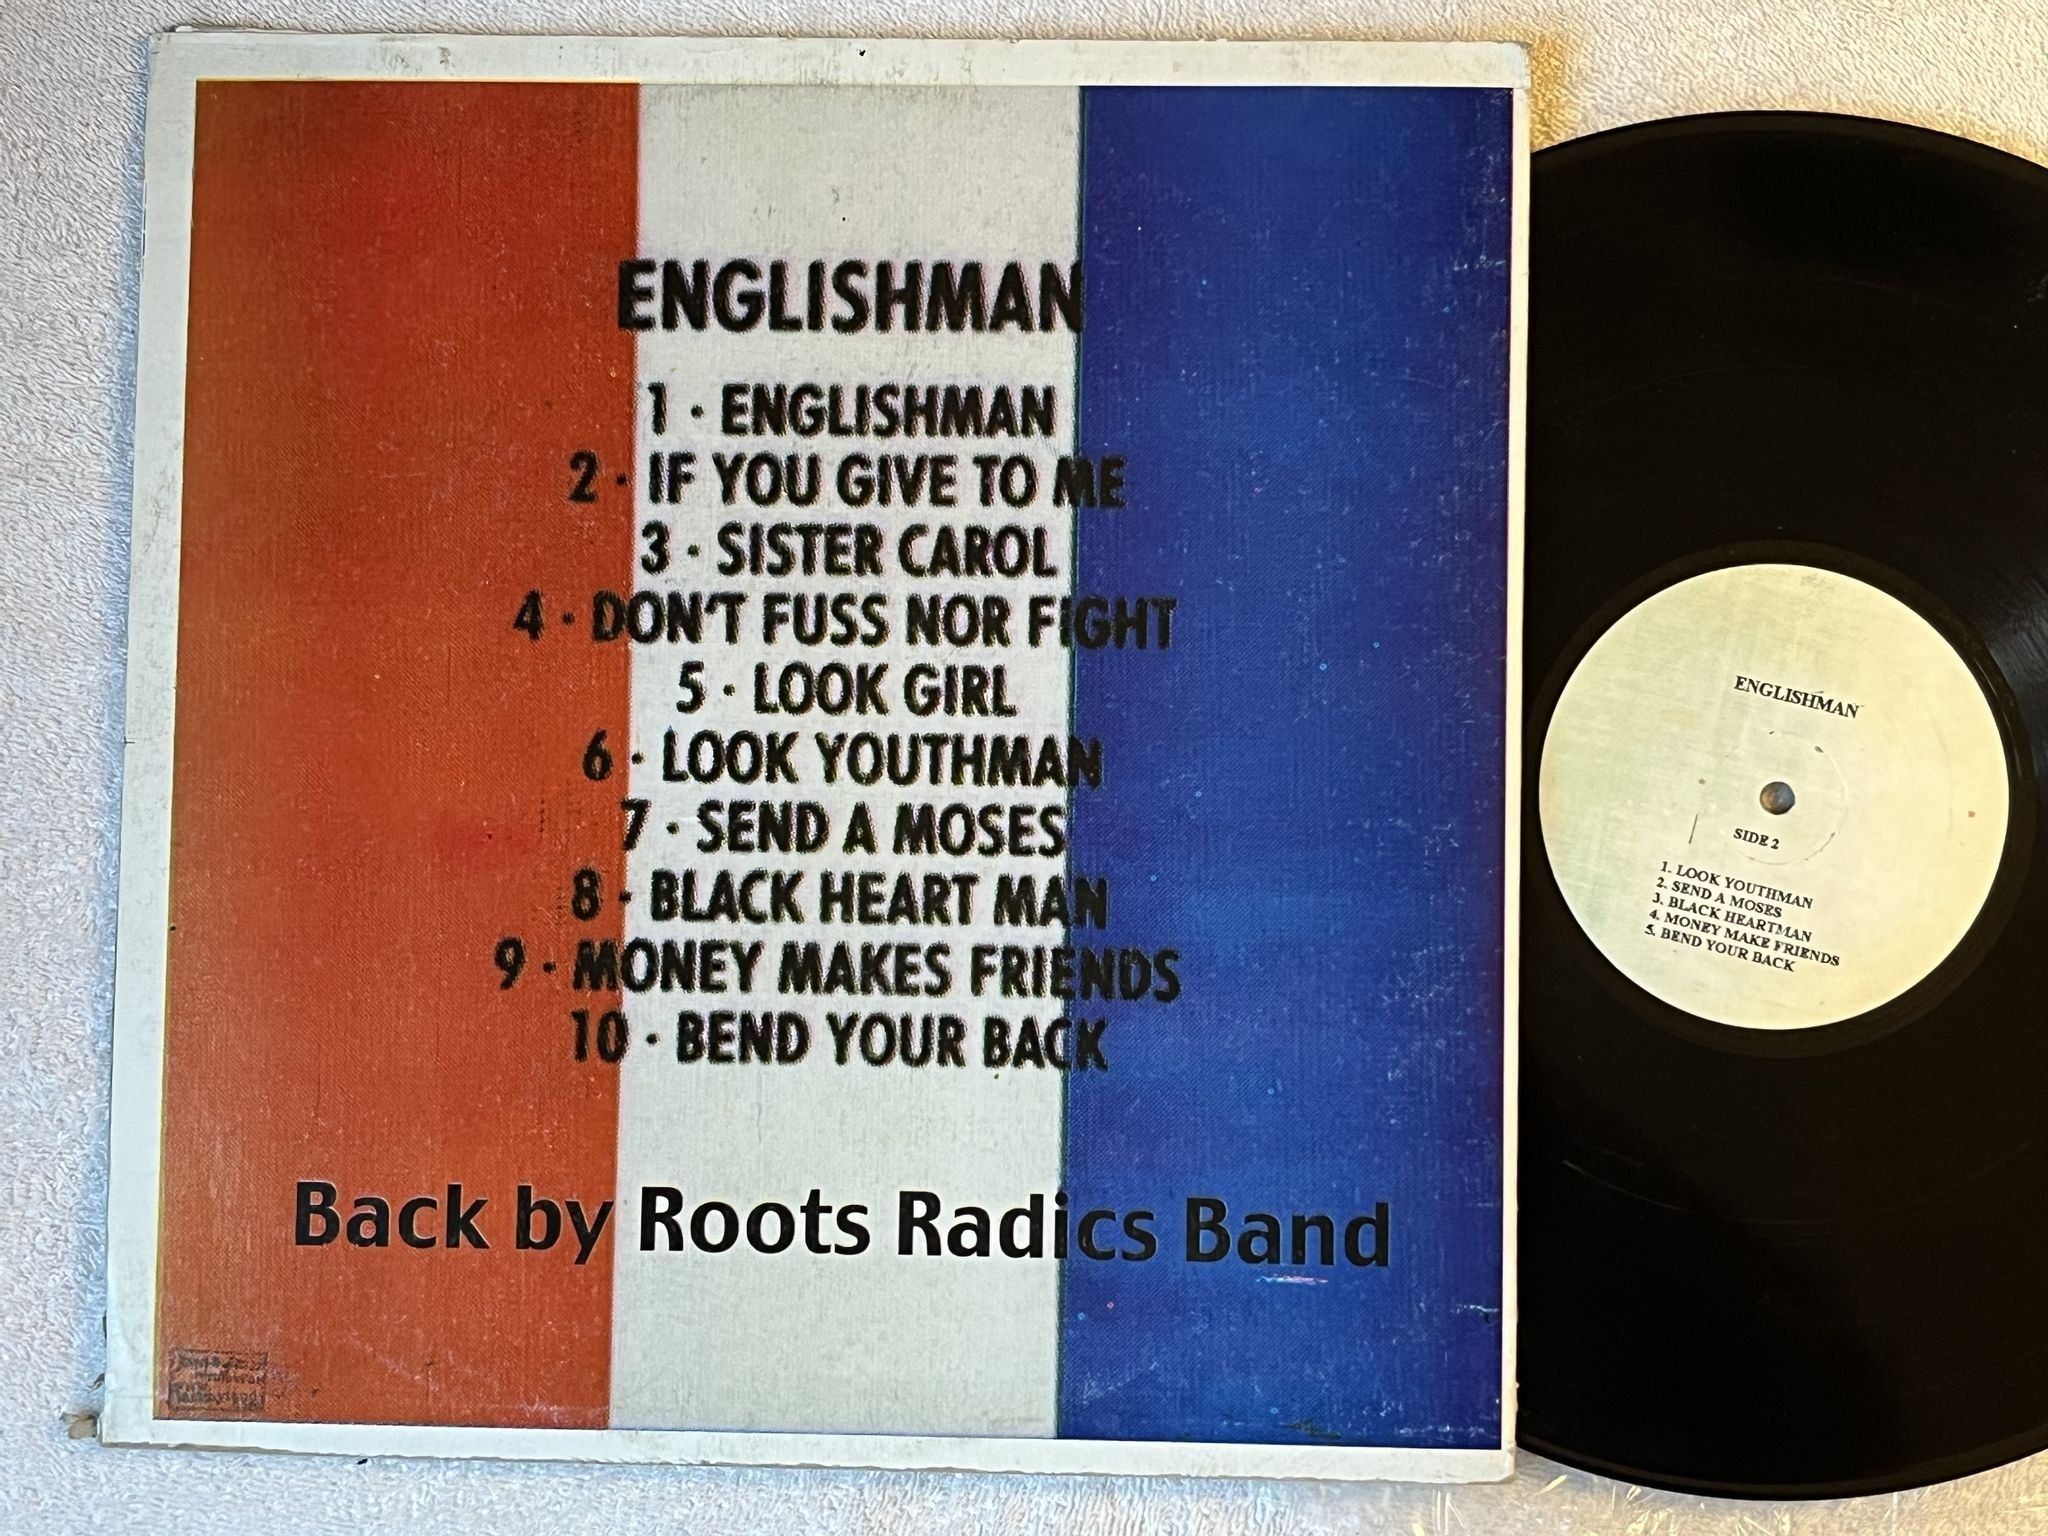 ENGLISHMAN
1 · ENGLISHMAN
2 · IF YOU GIVE TO ME
3 · SISTER CAROL
4 · DON'T FUSS NOR FIGHT
5 · LOOK GIRL
6 · LOOK YOUTHMAN
7 · SEND A MOSES
8 · BLACK HEART MAN
9 · MONEY MAKES FRIENDS
10 · BEND YOUR BACK
Back by Roots Radics Band
ENGLISHMAN
SIDE 2
1. LOOK YOUTHMAN
2. SEND A MOSES
3. BLACK HEARTMAN
4. MONEY MAKE FRIENDS
5. BEND YOUR BACK